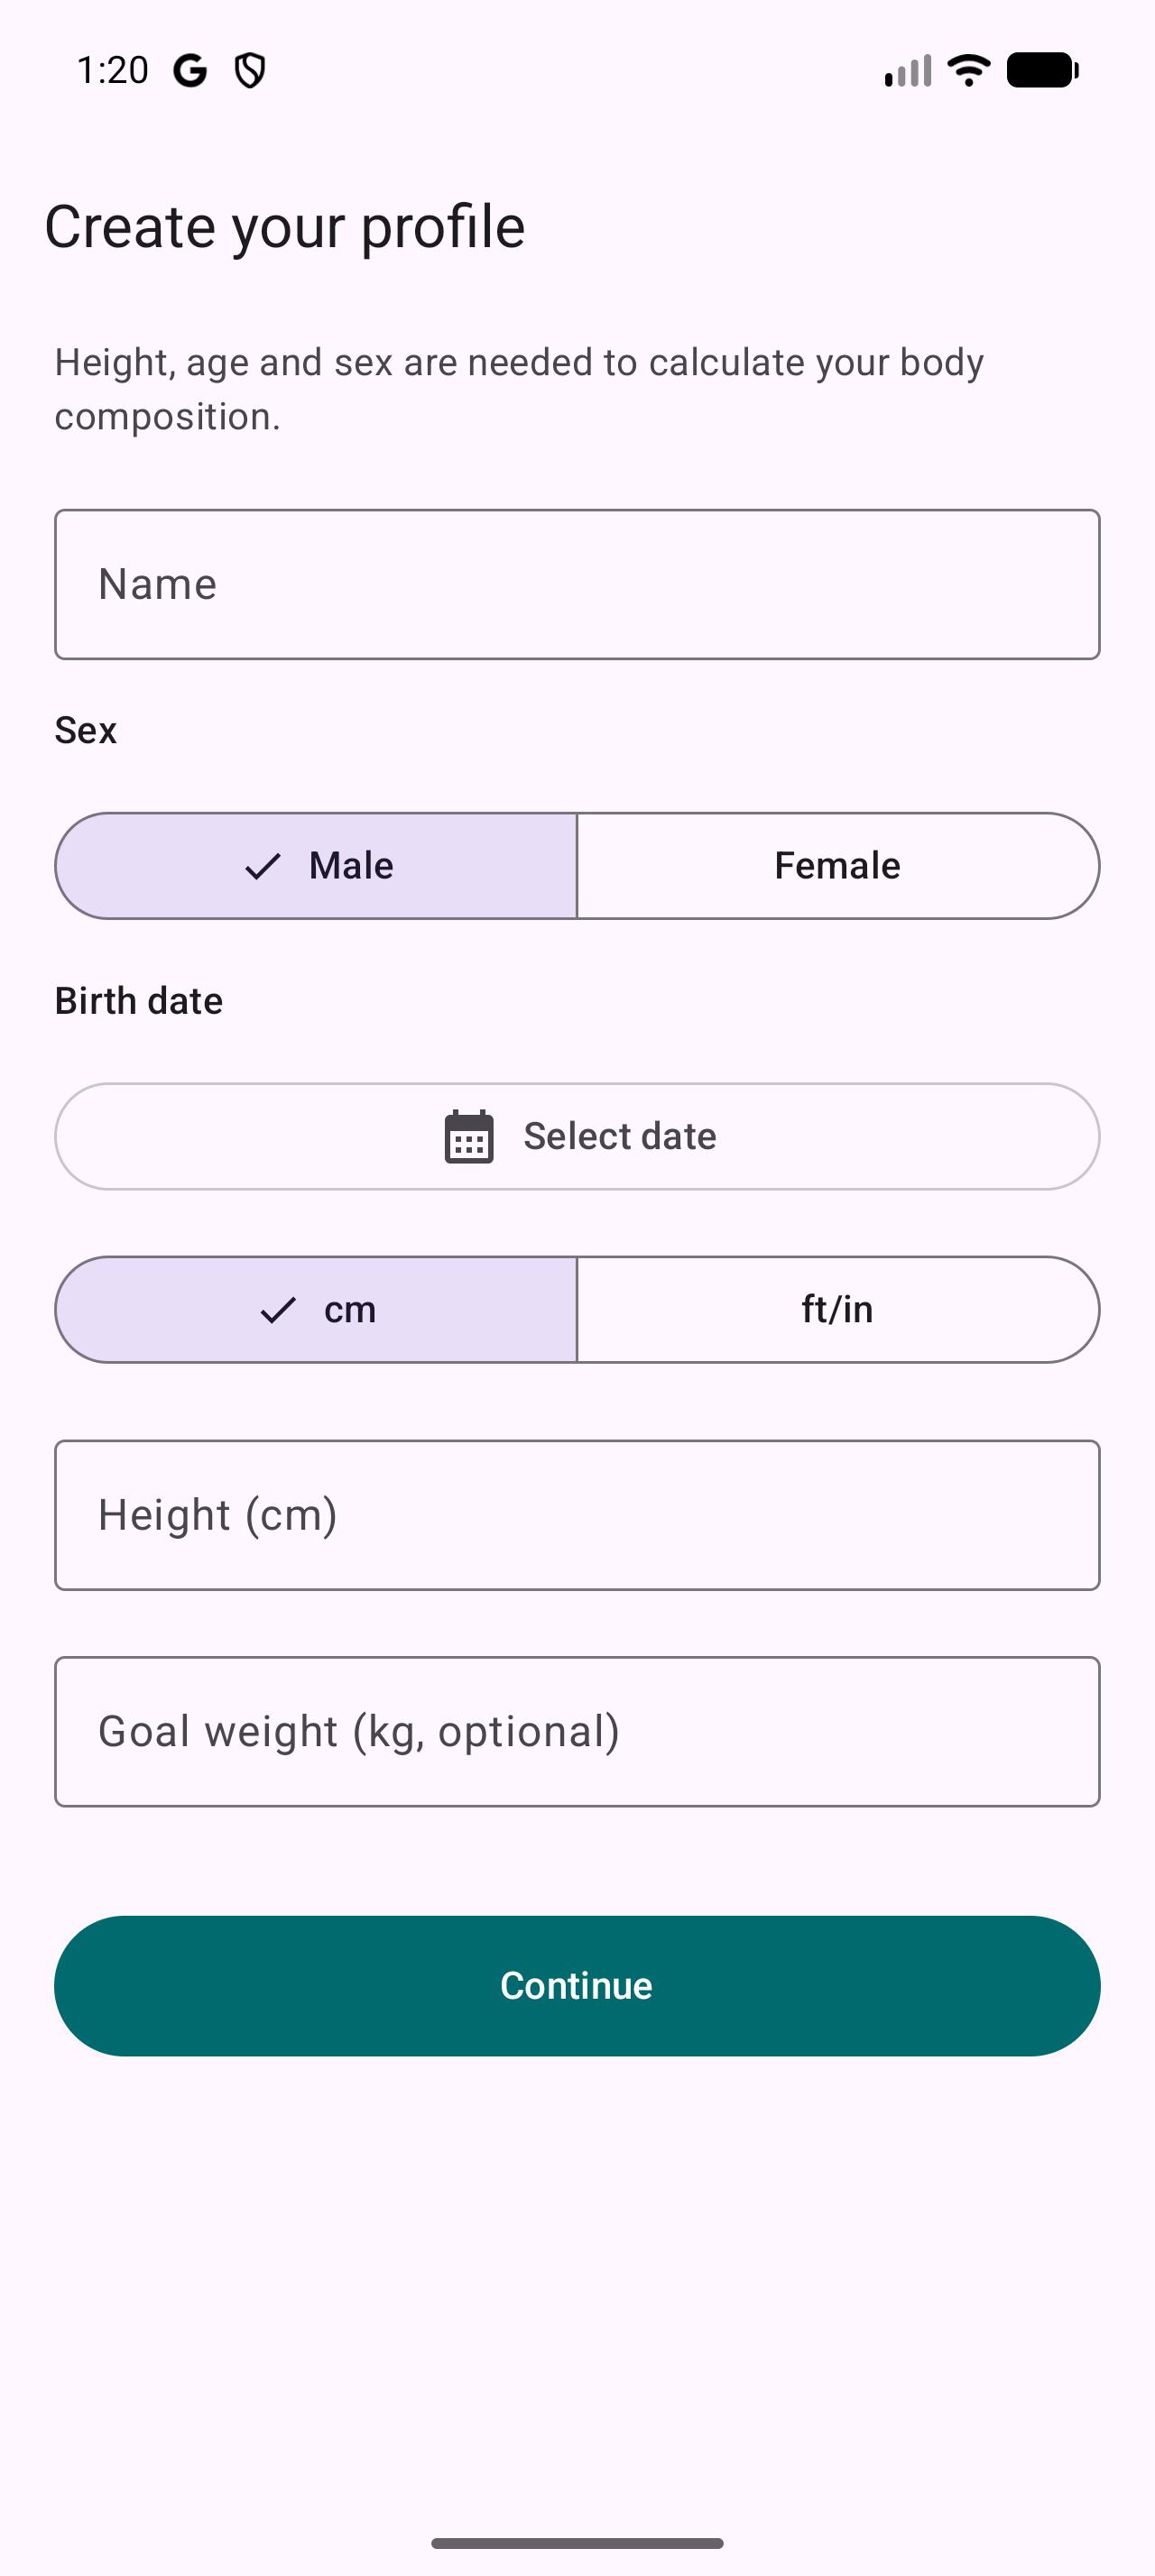 1:20
Create your profile
Height, age and sex are needed to calculate your body
composition.
Name
Sex
Male
Female
Birth date
Select date
cm
ft/in
Height (cm)
Goal weight (kg, optional)
Continue